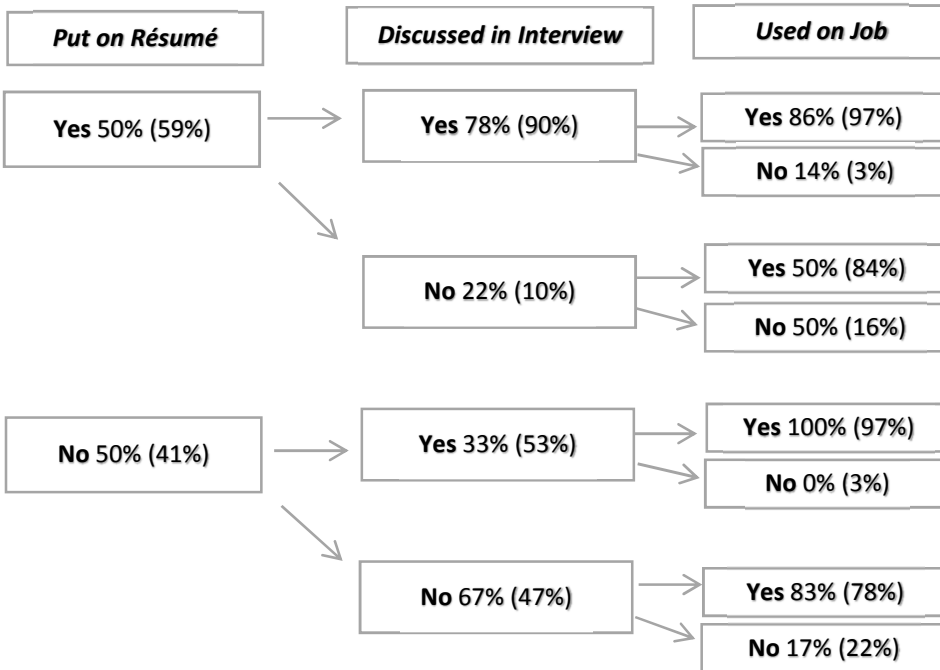 Put on Résumé
Discussed in Interview
Used on Job
Yes 50% (59%)
Yes 78% (90%)
Yes 86% (97%)
No 14% (3%)
No 22% (10%)
Yes 50% (84%)
No 50% (16%)
No 50% (41%)
Yes 33% (53%)
Yes 100% (97%)
No 0% (3%)
No 67% (47%)
Yes 83% (78%)
No 17% (22%)